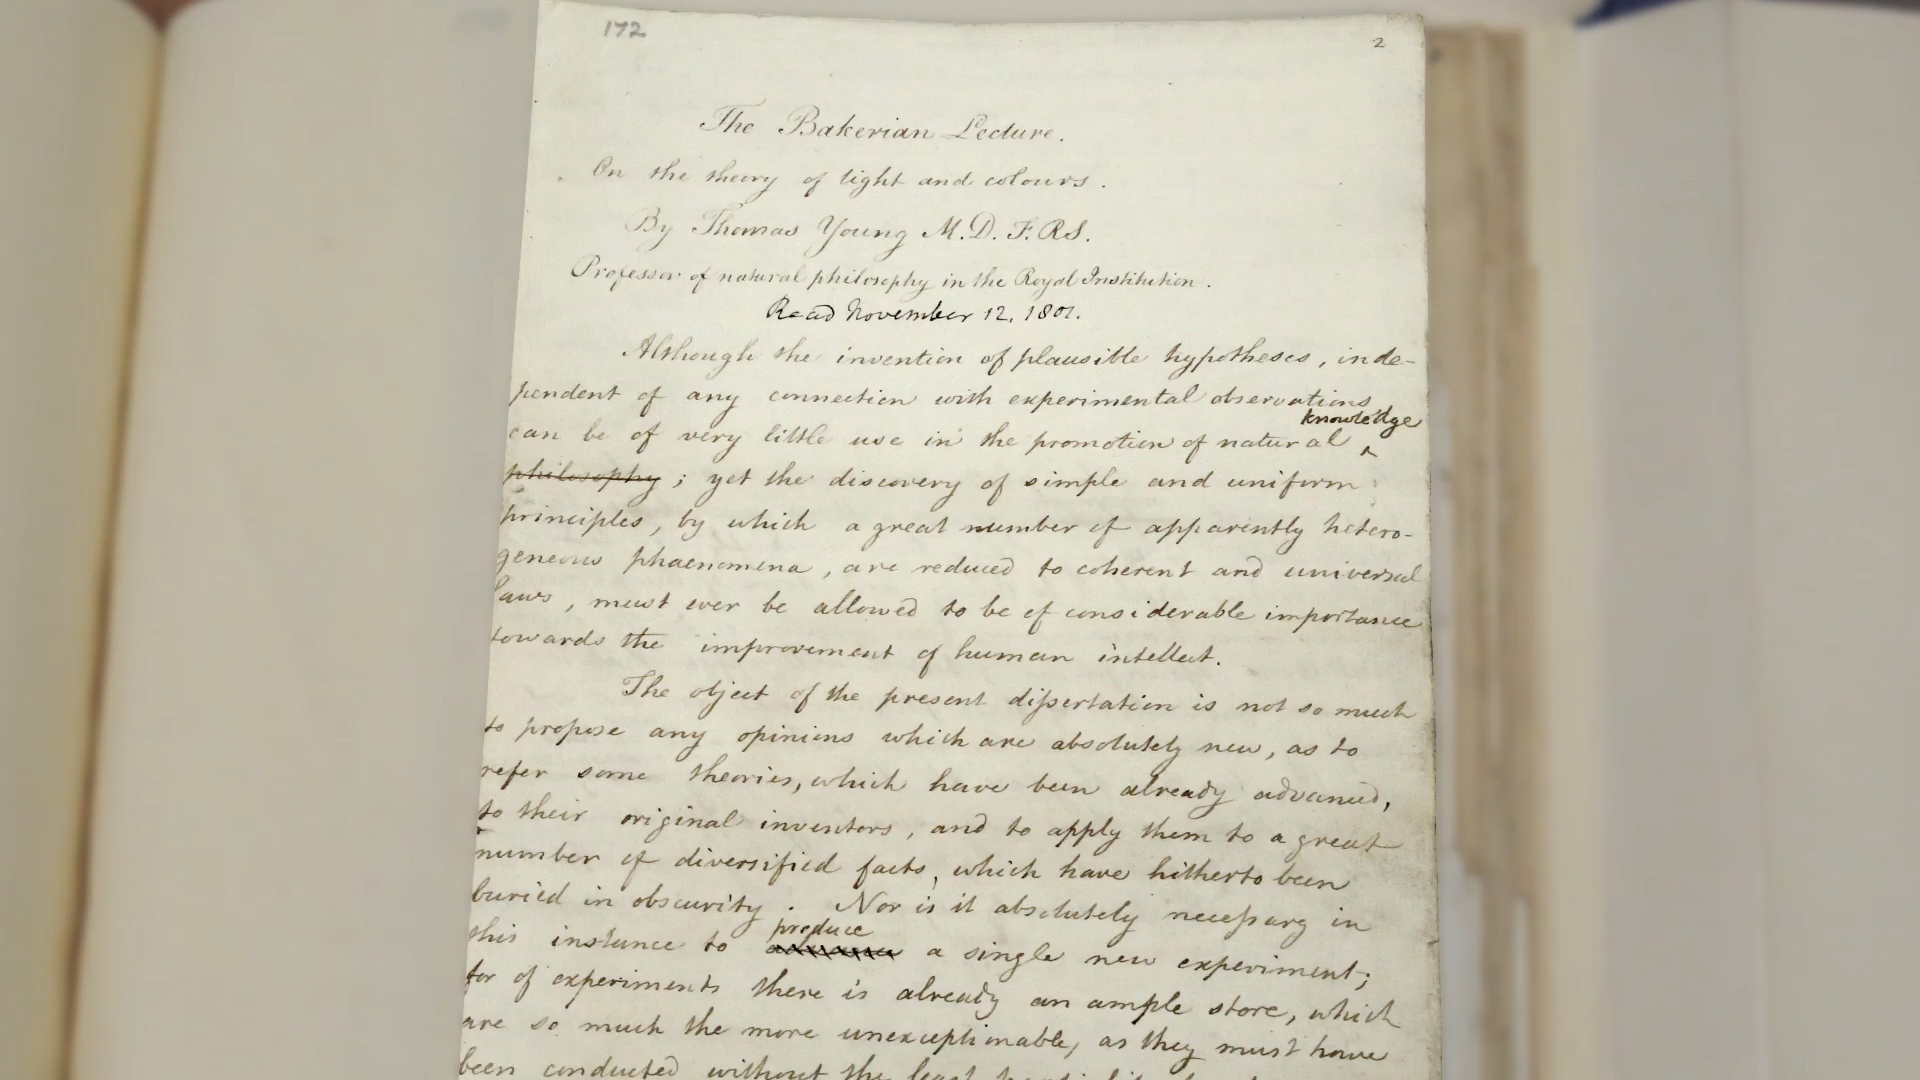 172
2
The Bakerian Lecture.
On the theory of light and colours.
By Thomas Young M.D. F.RS.
Professor of natural philosophy in the Royal Institution.
Read November 12, 1801.
Although the invention of plausible hypotheses, inde-
pendent of any connection with experimental observations
knowledge
can be of very little use in the promotion of natural ‸
philosophy; yet the discovery of simple and uniform
principles, by which a great number of apparently hetero-
geneous phaenomena, are reduced to coherent and universal
laws, must ever be allowed to be of considerable importance
towards the improvement of human intellect.
The object of the present diſsertation is not so much
to propose any opinions which are absolutely new, as to
refer some theories, which have been already advanced,
to their original inventors, and to apply them to a great
number of diversified facts, which have hitherto been
buried in obscurity. Nor is it absolutely neceſsary in
produce
this instance to a single new experiment;
for of experiments there is already an ample store, which
are so much the more unexceptionable, as they must have
been conducted without the least